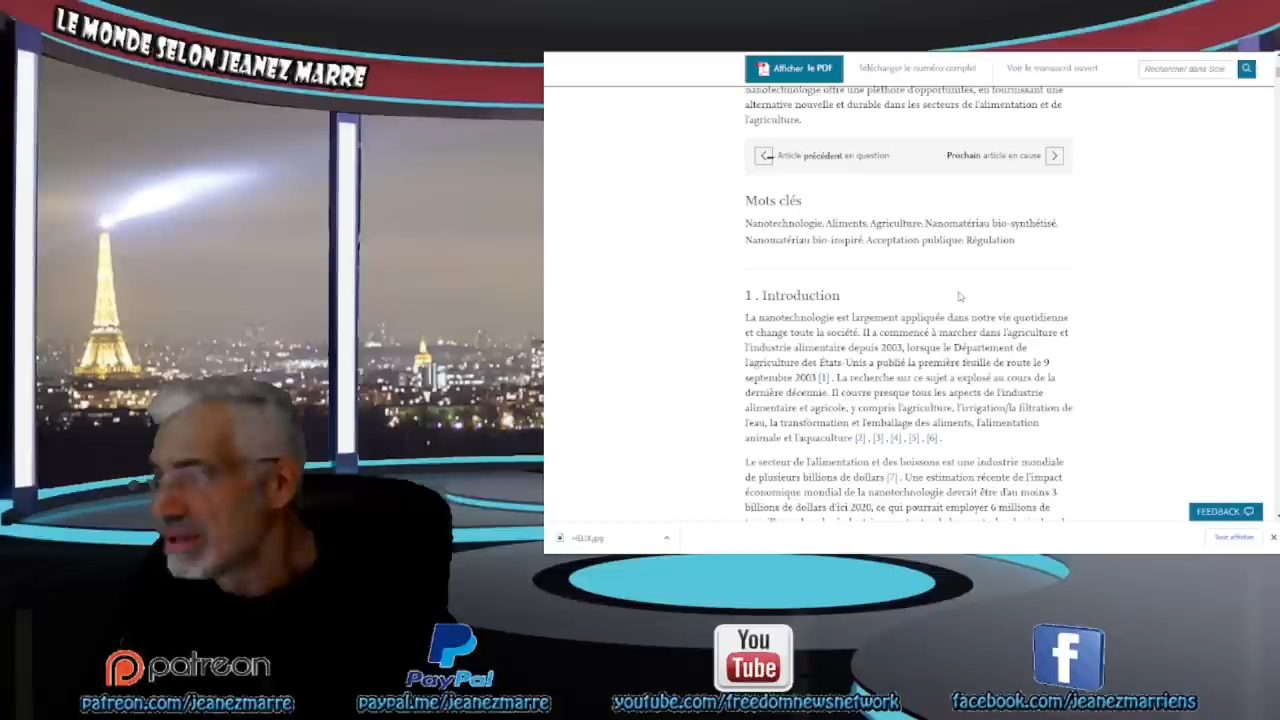 LE MONDE SELON JEANEZ MARRE
Afficher le PDF
Télécharger le numéro complet
Voir le manuscrit ouvert
Rechercher dans Scie
nanotechnologie offre une pléthore d'opportunités, en fournissant une
alternative nouvelle et durable dans les secteurs de l'alimentation et de
l'agriculture.
Article précédent en question
Prochain article en cause
Mots clés
Nanotechnologie Aliments Agriculture Nanomatériau bio-synthétisé
Nanomatériau bio-inspiré Acceptation publique Régulation
1 . Introduction
La nanotechnologie est largement appliquée dans notre vie quotidienne
et change toute la société. Il a commencé à marcher dans l'agriculture et
l'industrie alimentaire depuis 2003, lorsque le Département de
l'agriculture des États-Unis a publié la première feuille de route le 9
septembre 2003 [1] . La recherche sur ce sujet a explosé au cours de la
dernière décennie. Il couvre presque tous les aspects de l'industrie
alimentaire et agricole, y compris l'agriculture, l'irrigation/la filtration de
l'eau, la transformation et l'emballage des aliments, l'alimentation
animale et l'aquaculture [2] , [3] , [4] , [5] , [6] .
Le secteur de l'alimentation et des boissons est une industrie mondiale
de plusieurs billions de dollars [7] . Une estimation récente de l'impact
économique mondial de la nanotechnologie devrait être d'au moins 3
billions de dollars d'ici 2020, ce qui pourrait employer 6 millions de
FEEDBACK
Tout afficher
patreon
PayPal
You
Tube
patreon.com/jeanezmarre
paypal.me/jeanezmarre
youtube.com/freedomnewsnetwork
facebook.com/jeanezmarriens